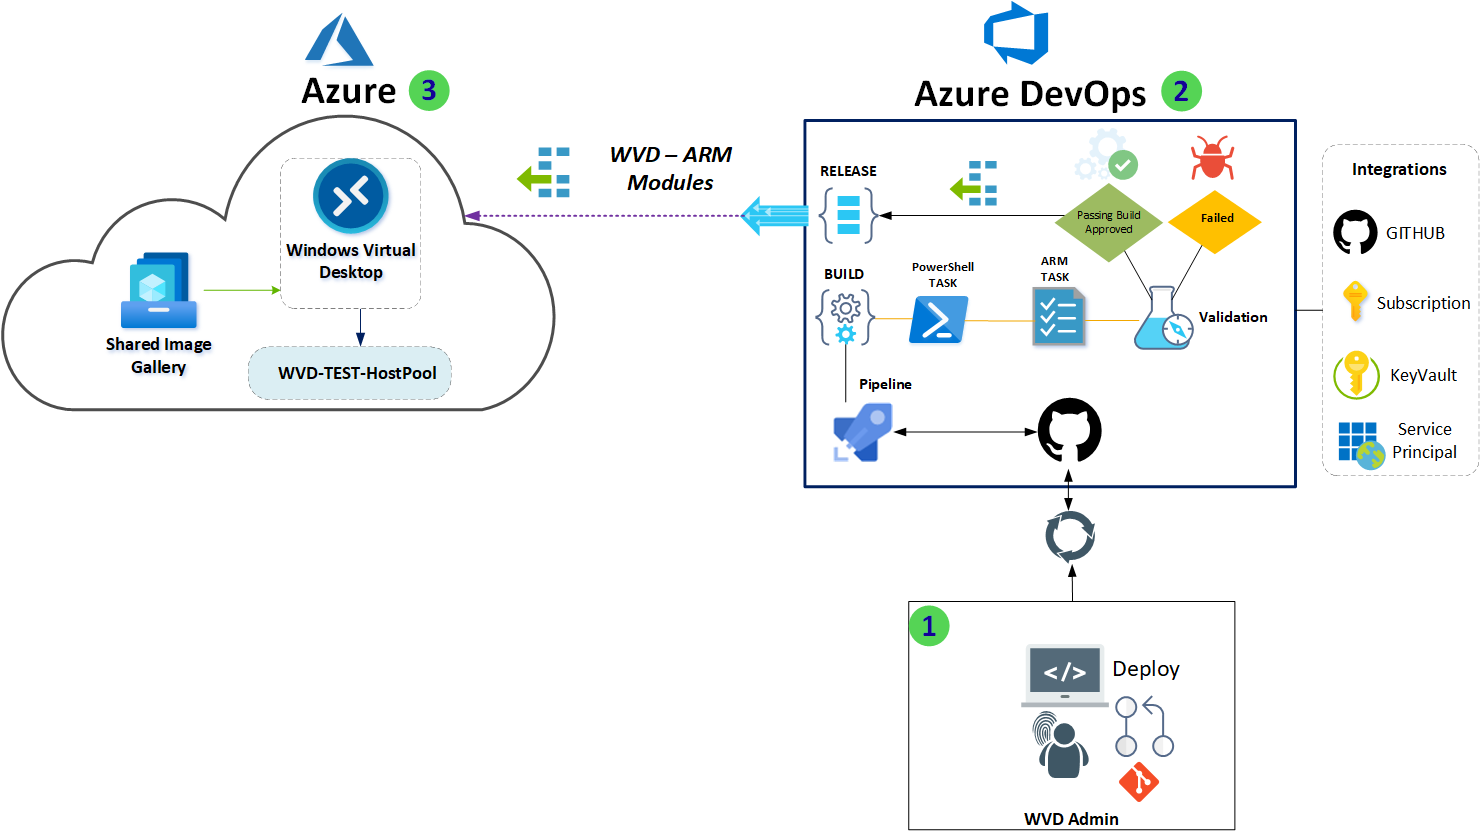 Azure
3
Azure DevOps
2
WVD – ARM
Modules
Windows Virtual
Desktop
Shared Image
Gallery
WVD-TEST-HostPool
RELEASE
Passing Build
Approved
Failed
BUILD
PowerShell
TASK
ARM
TASK
Validation
Pipeline
Integrations
GITHUB
Subscription
KeyVault
Service
Principal
1
</>
Deploy
WVD Admin